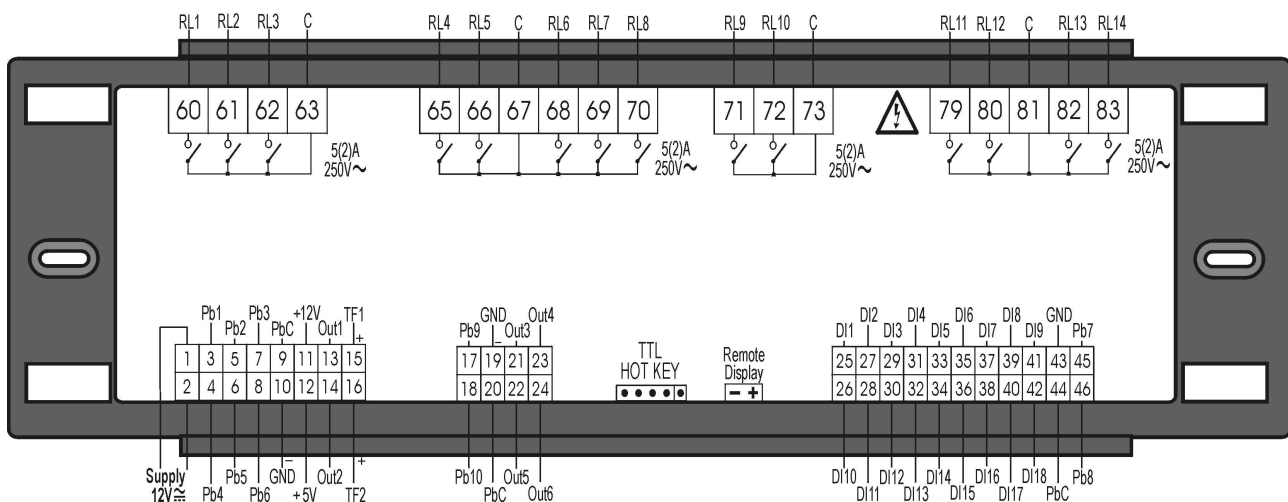 RL1 RL2 RL3 C RL4 RL5 C RL6 RL7 RL8 RL9 RL10 C RL11 RL12 C RL13 RL14
60 61 62 63 65 66 67 68 69 70 71 72 73 79 80 81 82 83
5(2)A 5(2)A 5(2)A 5(2)A
250V~ 250V~ 250V~ 250V~
Pb1 Pb3 +12V TF1 GND Out4 DI2 DI4 DI6 DI8 GND
Pb2 PbC Out1 + Pb9 – Out3 DI1 DI3 DI5 DI7 DI9 Pb7
1 3 5 7 9 11 13 15 17 19 21 23 25 27 29 31 33 35 37 39 41 43 45
TTL
HOT KEY
Remote
Display
2 4 6 8 10 12 14 16 18 20 22 24 – + 26 28 30 32 34 36 38 40 42 44 46
Supply Pb5 GND – Out2 + Pb10 Out5 DI10 DI12 DI14 DI16 DI18 Pb8
12V≅ Pb4 Pb6 +5V TF2 PbC Out6 DI11 DI13 DI15 DI17 PbC